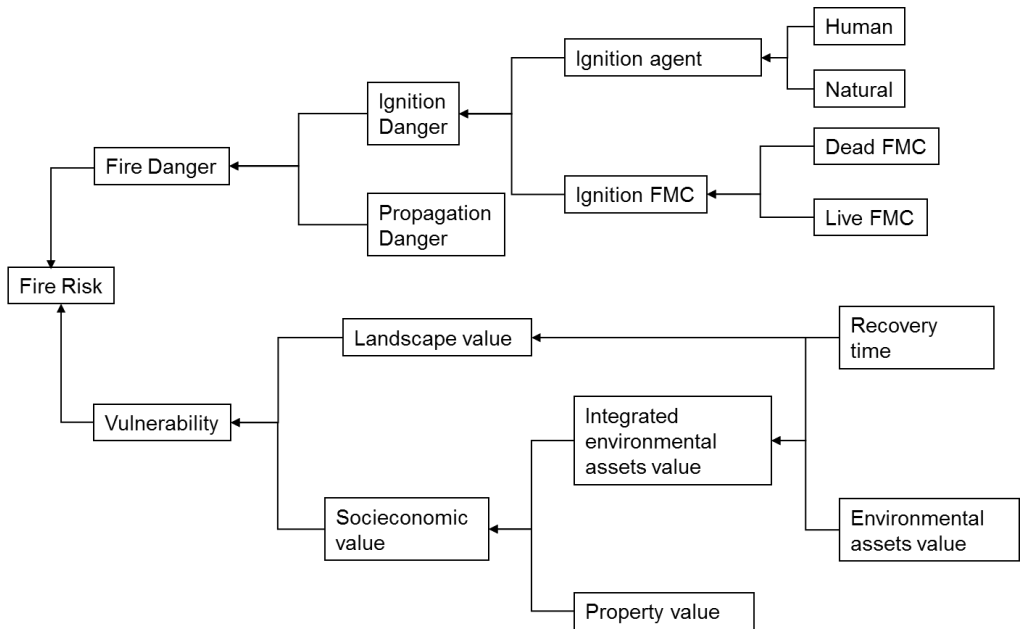 Human
Ignition agent
Natural
Ignition
Danger
Dead FMC
Fire Danger
Ignition FMC
Propagation
Danger
Live FMC
Fire Risk
Landscape value
Recovery
time
Vulnerability
Integrated
environmental
assets value
Socieconomic
value
Environmental
assets value
Property value